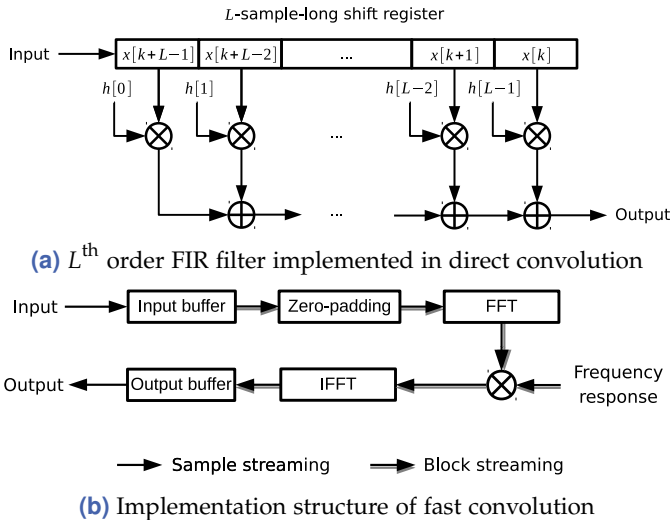 L-sample-long shift register
Input
x[k+L−1] x[k+L−2] ... x[k+1] x[k]
h[0] h[1] h[L−2] h[L−1]
...
... Output
(a) Lth order FIR filter implemented in direct convolution
Input Input buffer Zero-padding FFT
Output Output buffer IFFT Frequency response
Sample streaming Block streaming
(b) Implementation structure of fast convolution